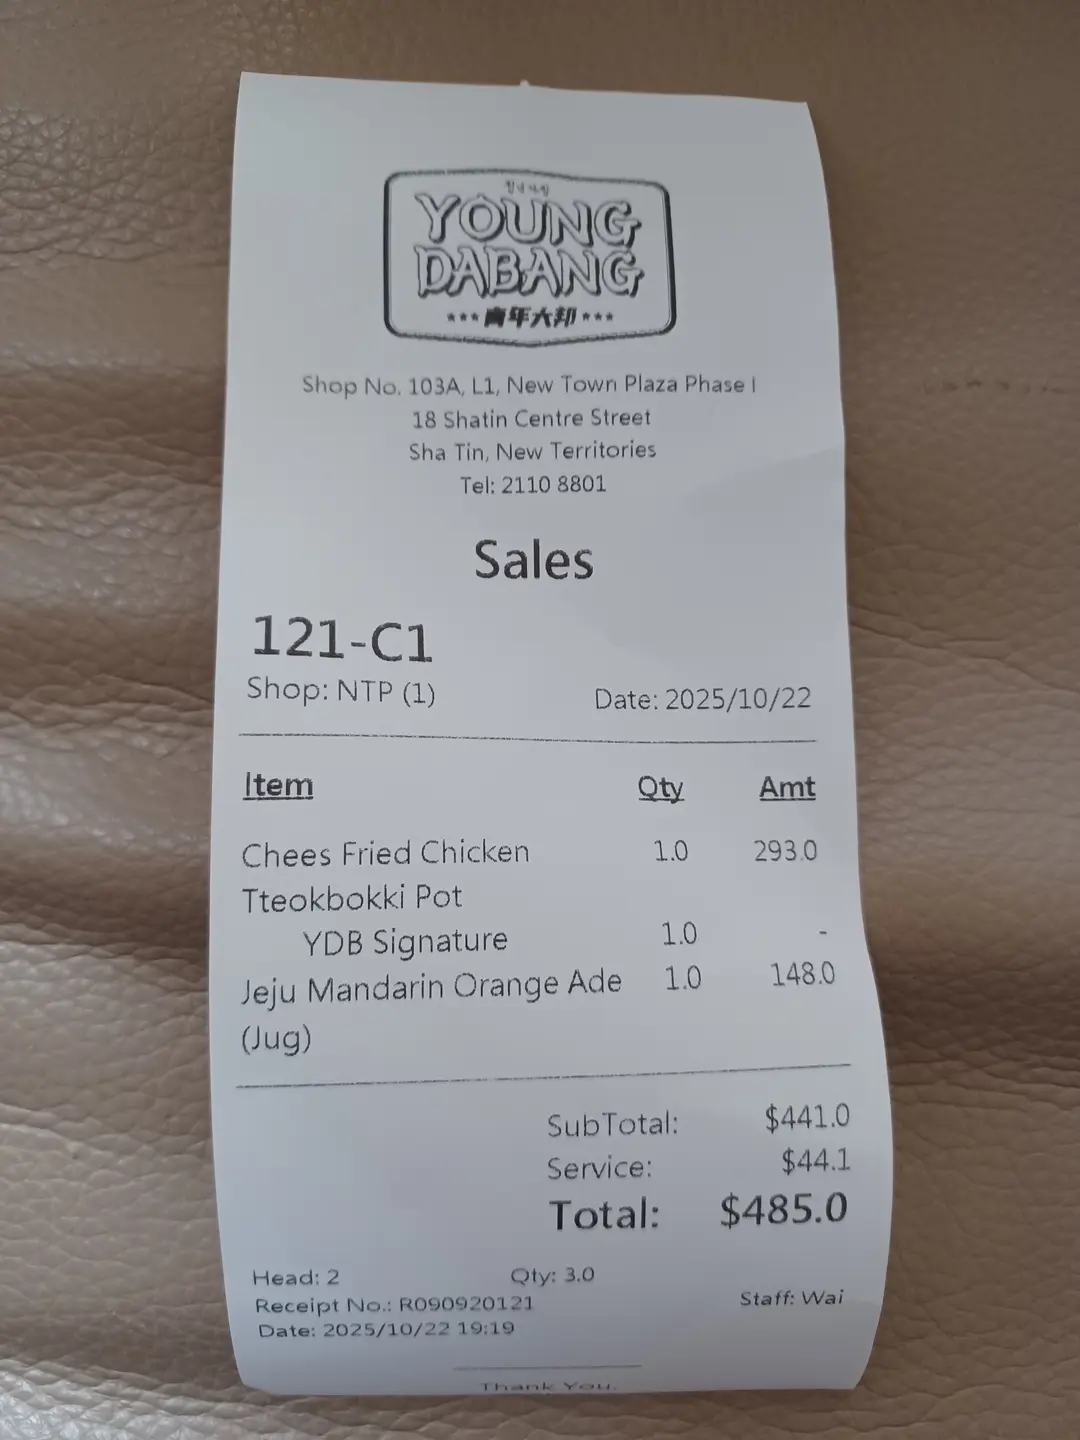 YOUNG
DABANG
*** 青年大邦 ***
Shop No. 103A, L1, New Town Plaza Phase I
18 Shatin Centre Street
Sha Tin, New Territories
Tel: 2110 8801
Sales
121-C1
Shop: NTP (1) Date: 2025/10/22
Item Qty Amt
Chees Fried Chicken 1.0 293.0
Tteokbokki Pot
YDB Signature 1.0 -
Jeju Mandarin Orange Ade 1.0 148.0
(Jug)
SubTotal: $441.0
Service: $44.1
Total: $485.0
Head: 2 Qty: 3.0
Receipt No.: R090920121 Staff: Wai
Date: 2025/10/22 19:19
Thank You.